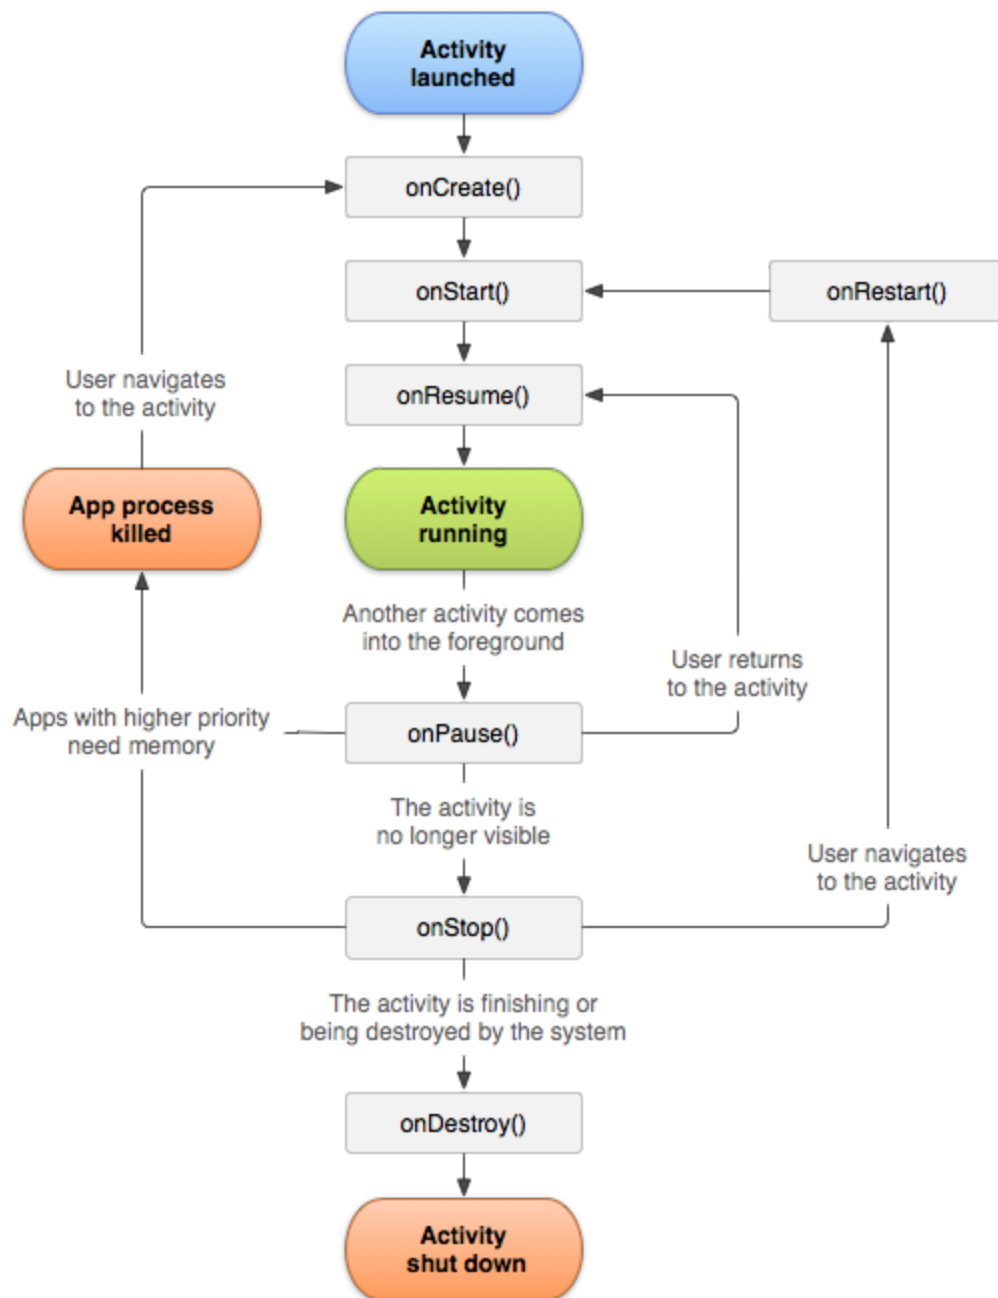 Activity
launched
onCreate()
onStart()
onRestart()
onResume()
User navigates
to the activity
App process
killed
Activity
running
Another activity comes
into the foreground
User returns
to the activity
Apps with higher priority
need memory
onPause()
The activity is
no longer visible
User navigates
to the activity
onStop()
The activity is finishing or
being destroyed by the system
onDestroy()
Activity
shut down